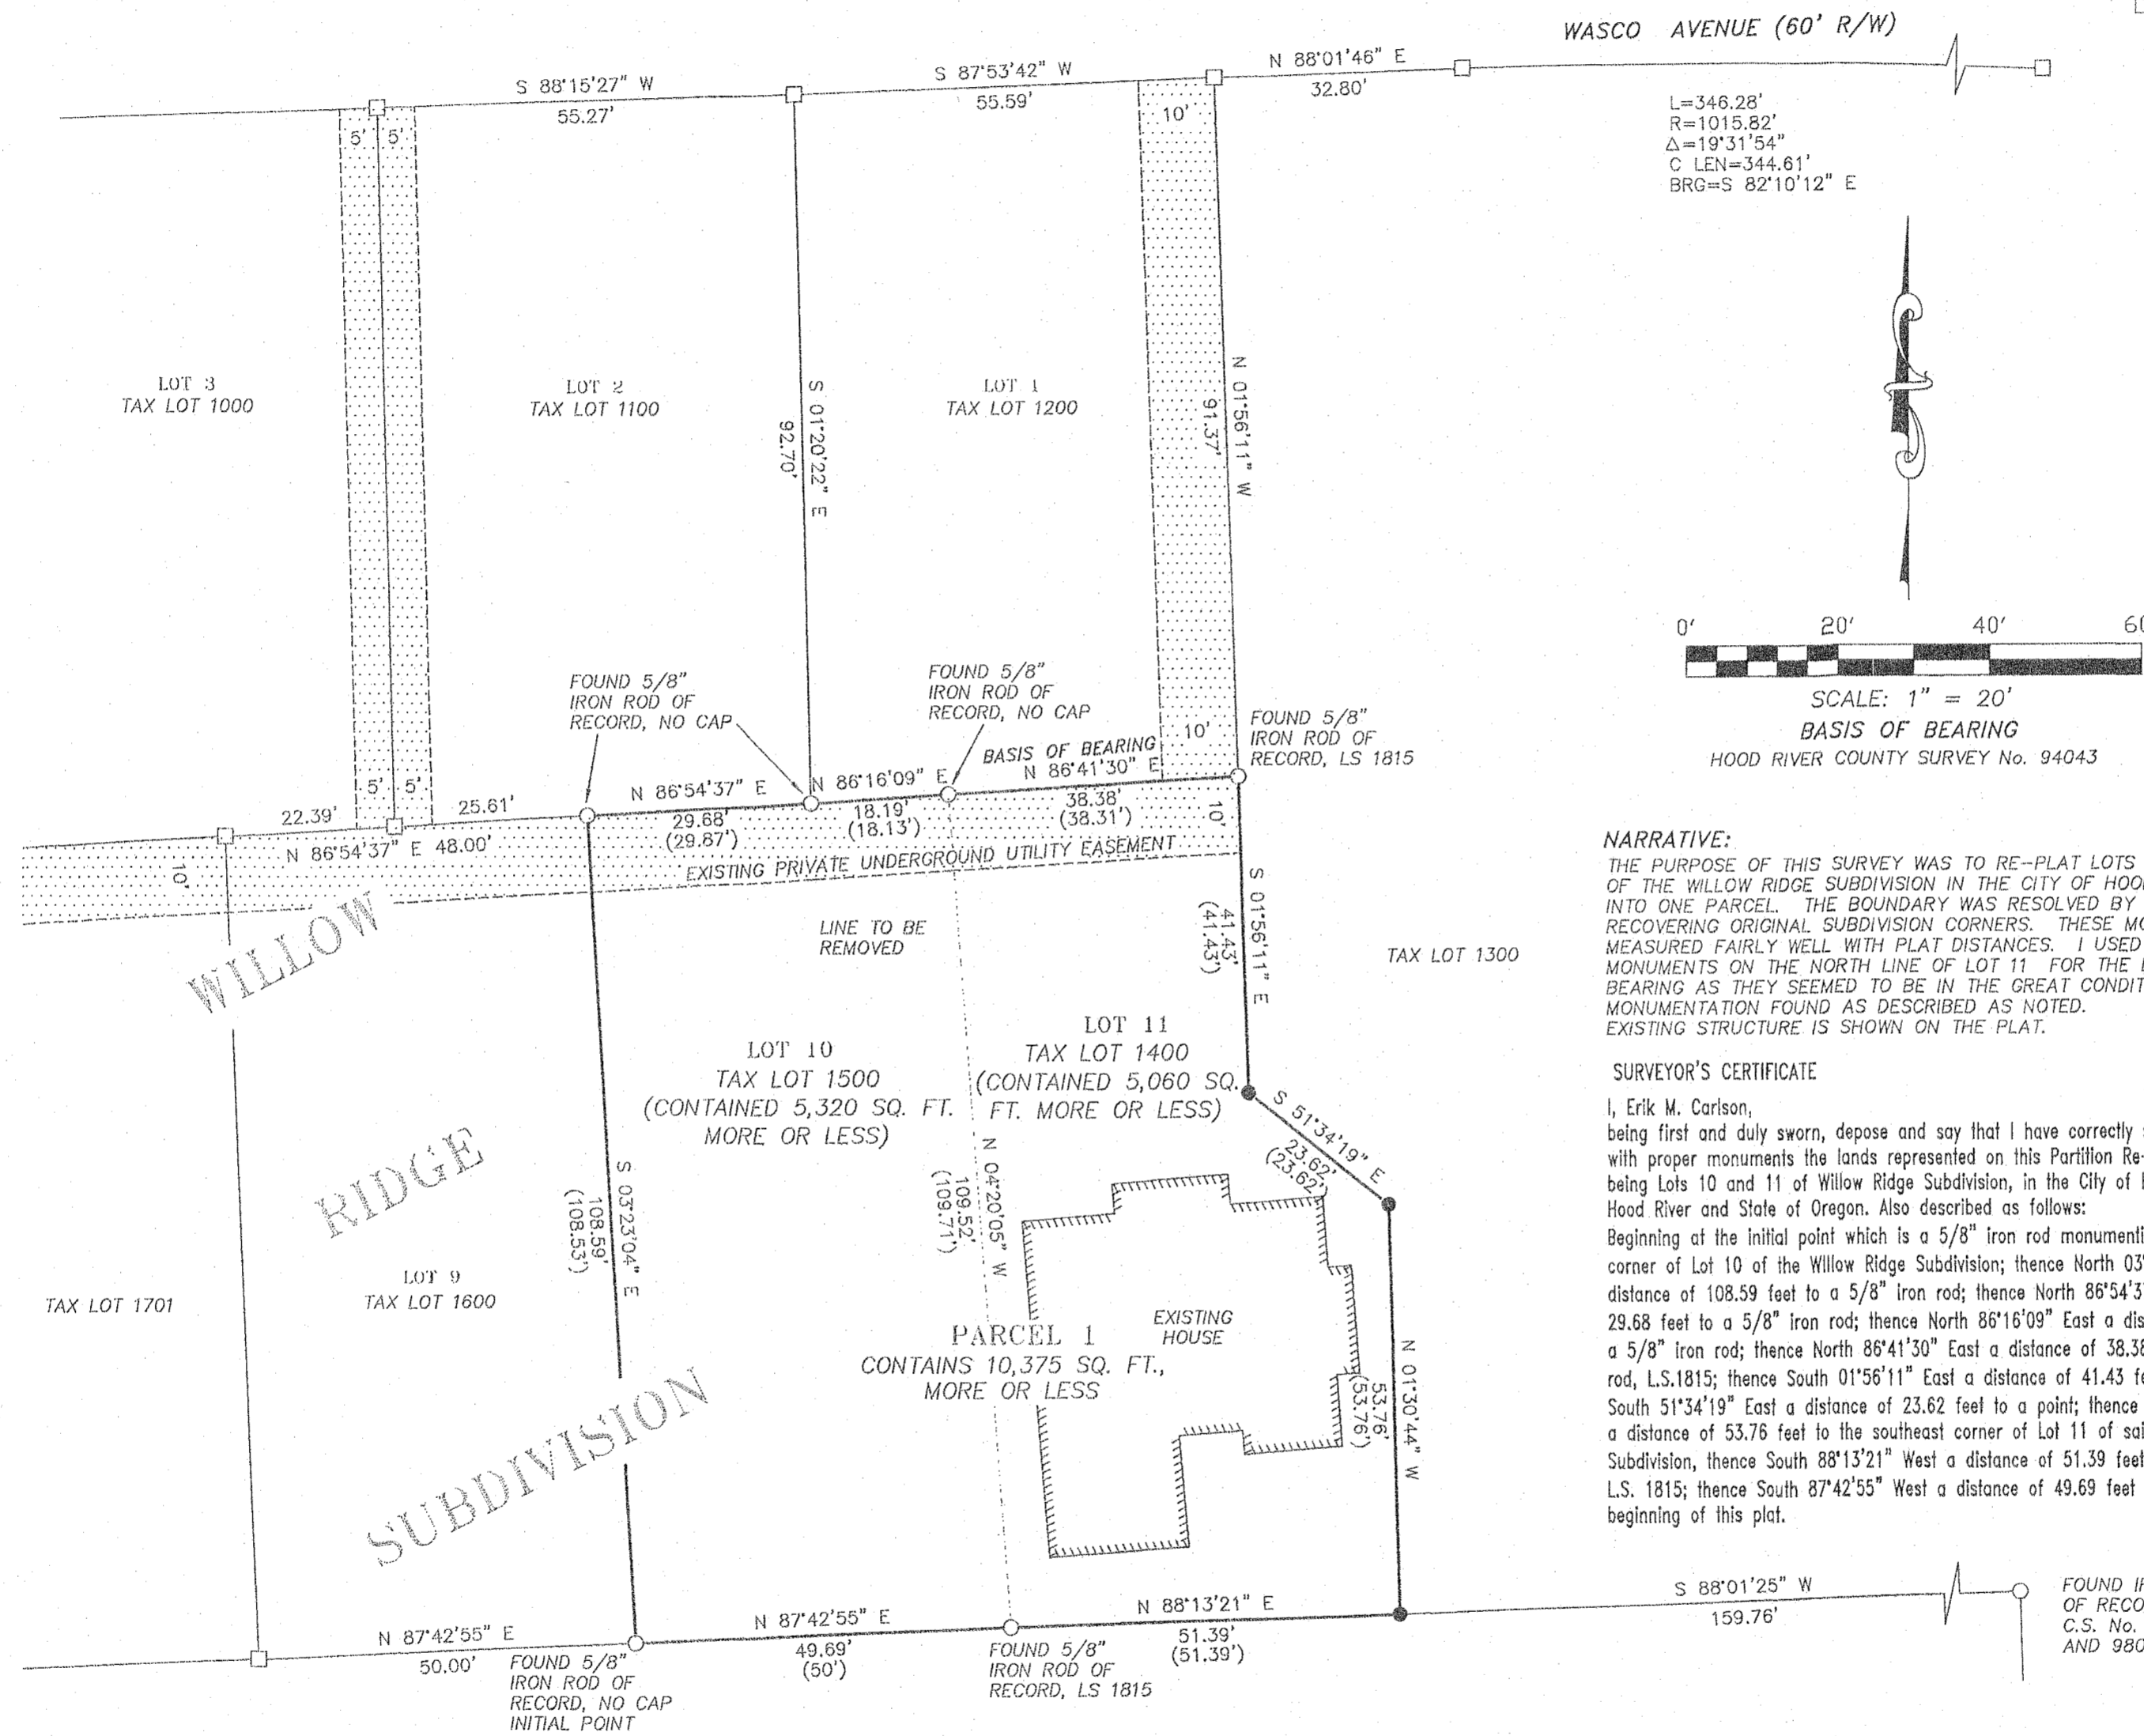 WASCO AVENUE (60' R/W)
S 88°15'27" W
55.27'
S 87°53'42" W
55.59'
N 88°01'46" E
32.80'
L=346.28'
R=1015.82'
Δ=19°31'54"
C LEN=344.61'
BRG=S 82°10'12" E
5' 5'
10'
LOT 3
TAX LOT 1000
LOT 2
TAX LOT 1100
S 01°20'22" E
92.70'
LOT 1
TAX LOT 1200
N 01°56'11" W
91.37'
0' 20' 40'
SCALE: 1" = 20'
BASIS OF BEARING
HOOD RIVER COUNTY SURVEY No. 94043
FOUND 5/8"
IRON ROD OF
RECORD, NO CAP
FOUND 5/8"
IRON ROD OF
RECORD, NO CAP
FOUND 5/8"
IRON ROD OF
RECORD, LS 1815
10'
BASIS OF BEARING
N 86°41'30" E
38.38'
(38.31')
N 86°16'09" E
18.19'
(18.13')
N 86°54'37" E
29.68'
(29.87')
5' 5'
22.39'
25.61'
N 86°54'37" E 48.00'
10'
10'
EXISTING PRIVATE UNDERGROUND UTILITY EASEMENT
WILLOW
RIDGE
SUBDIVISION
LINE TO BE
REMOVED
S 01°56'11" E
41.43'
(41.43')
TAX LOT 1300
LOT 10
TAX LOT 1500
(CONTAINED 5,320 SQ. FT.
MORE OR LESS)
LOT 11
TAX LOT 1400
(CONTAINED 5,060 SQ.
FT. MORE OR LESS)
S 51°34'19" E
23.62'
(23.62')
S 03°23'04" E
108.59'
(108.53')
N 04°20'05" W
109.52'
(109.71')
LOT 9
TAX LOT 1600
TAX LOT 1701
EXISTING
HOUSE
PARCEL 1
CONTAINS 10,375 SQ. FT.,
MORE OR LESS
N 01°30'44" W
53.76'
(53.76')
N 87°42'55" E
50.00'
N 87°42'55" E
49.69'
(50')
N 88°13'21" E
51.39'
(51.39')
S 88°01'25" W
159.76'
FOUND 5/8"
IRON ROD OF
RECORD, NO CAP
INITIAL POINT
FOUND 5/8"
IRON ROD OF
RECORD, LS 1815
NARRATIVE:
THE PURPOSE OF THIS SURVEY WAS TO RE-PLAT LOTS
OF THE WILLOW RIDGE SUBDIVISION IN THE CITY OF
INTO ONE PARCEL. THE BOUNDARY WAS RESOLVED BY
RECOVERING ORIGINAL SUBDIVISION CORNERS. THESE
MEASURED FAIRLY WELL WITH PLAT DISTANCES. I USED
MONUMENTS ON THE NORTH LINE OF LOT 11 FOR THE
BEARING AS THEY SEEMED TO BE IN THE GREAT
MONUMENTATION FOUND AS DESCRIBED AS NOTED.
EXISTING STRUCTURE IS SHOWN ON THE PLAT.
SURVEYOR'S CERTIFICATE
I, Erik M. Carlson,
being first and duly sworn, depose and say that I have correctly
with proper monuments the lands represented on this Partition Re-
being Lots 10 and 11 of Willow Ridge Subdivision, in the City of
Hood River and State of Oregon. Also described as follows:
Beginning at the initial point which is a 5/8" iron rod
corner of Lot 10 of the Willow Ridge Subdivision; thence North
distance of 108.59 feet to a 5/8" iron rod; thence North
29.68 feet to a 5/8" iron rod; thence North 86°16'09" East a
a 5/8" iron rod; thence North 86°41'30" East a distance of 38.38
rod, L.S.1815; thence South 01°56'11" East a distance of 41.43
South 51°34'19" East a distance of 23.62 feet to a point; thence
a distance of 53.76 feet to the southeast corner of Lot 11 of
Subdivision, thence South 88°13'21" West a distance of 51.39 feet
L.S. 1815; thence South 87°42'55" West a distance of 49.69 feet
beginning of this plat.
FOUND
OF
C.S. No.
AND